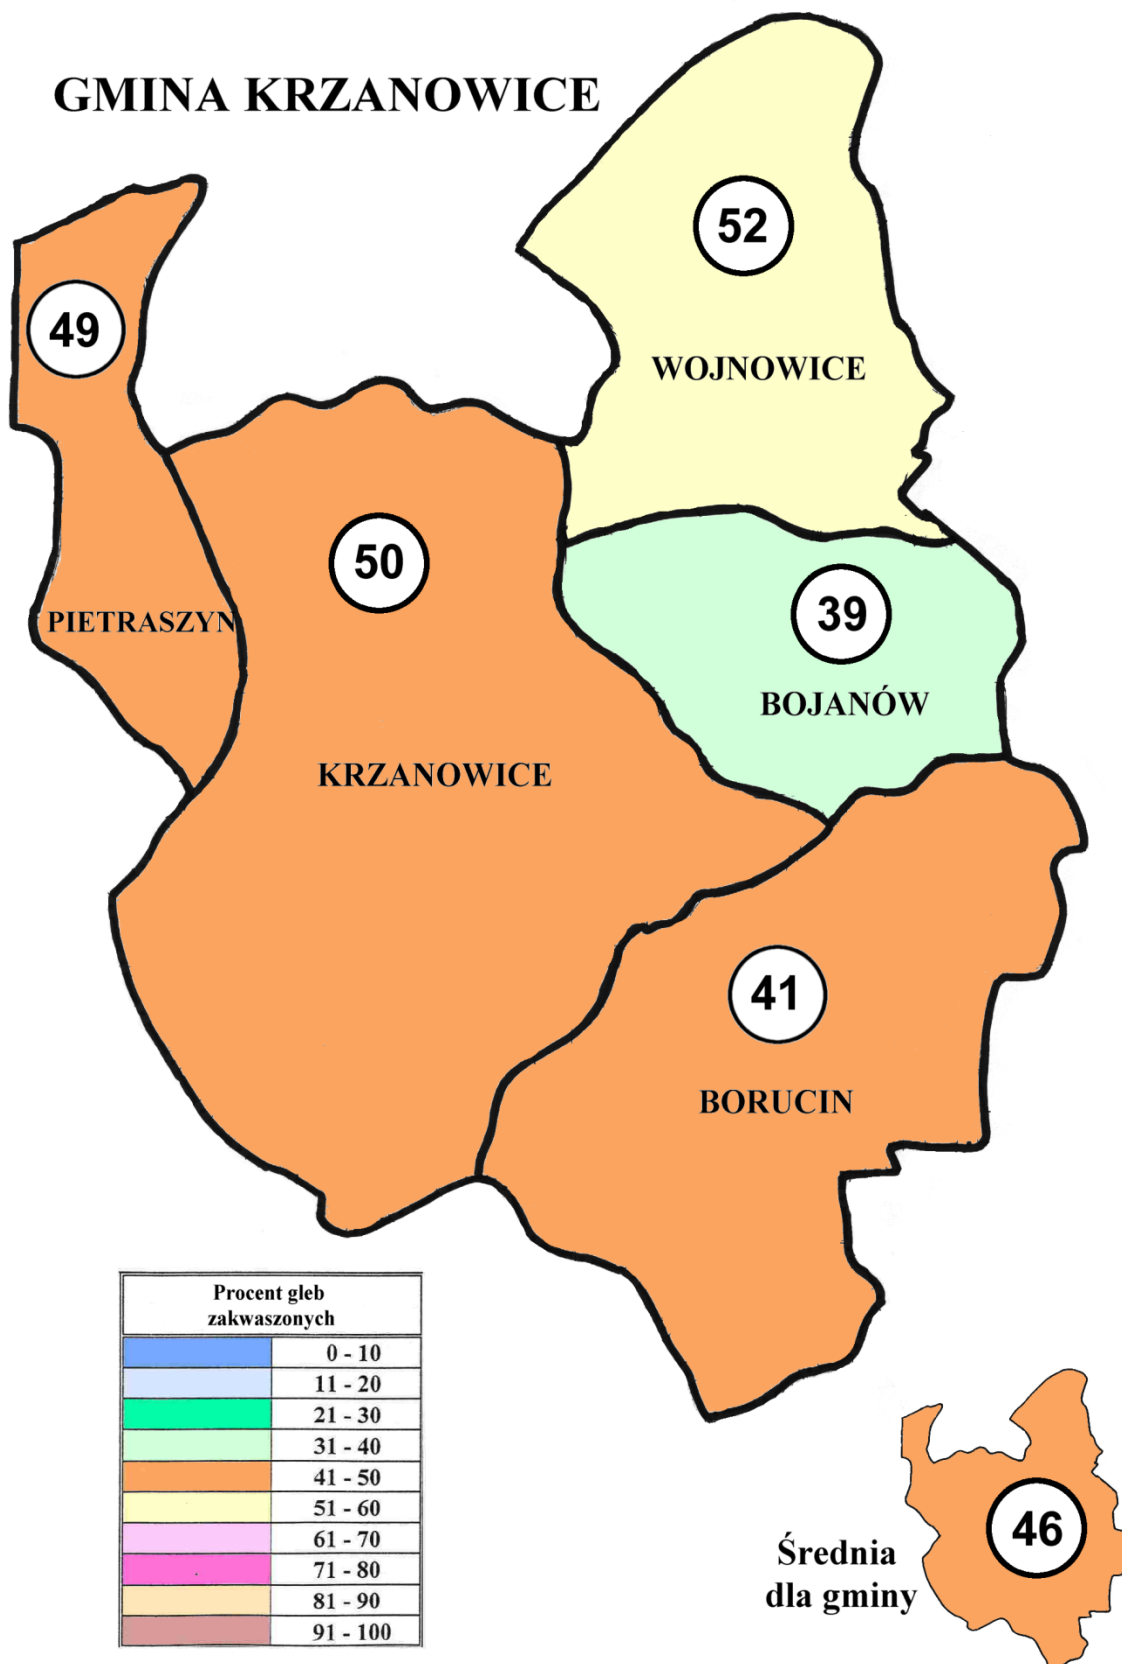 GMINA KRZANOWICE
52
49
WOJNOWICE
50
39
PIETRASZYN
BOJANÓW
KRZANOWICE
41
BORUCIN
Procent gleb
zakwaszonych
0 - 10
11 - 20
21 - 30
31 - 40
41 - 50
51 - 60
61 - 70
71 - 80
81 - 90
91 - 100
46
Średnia
dla gminy